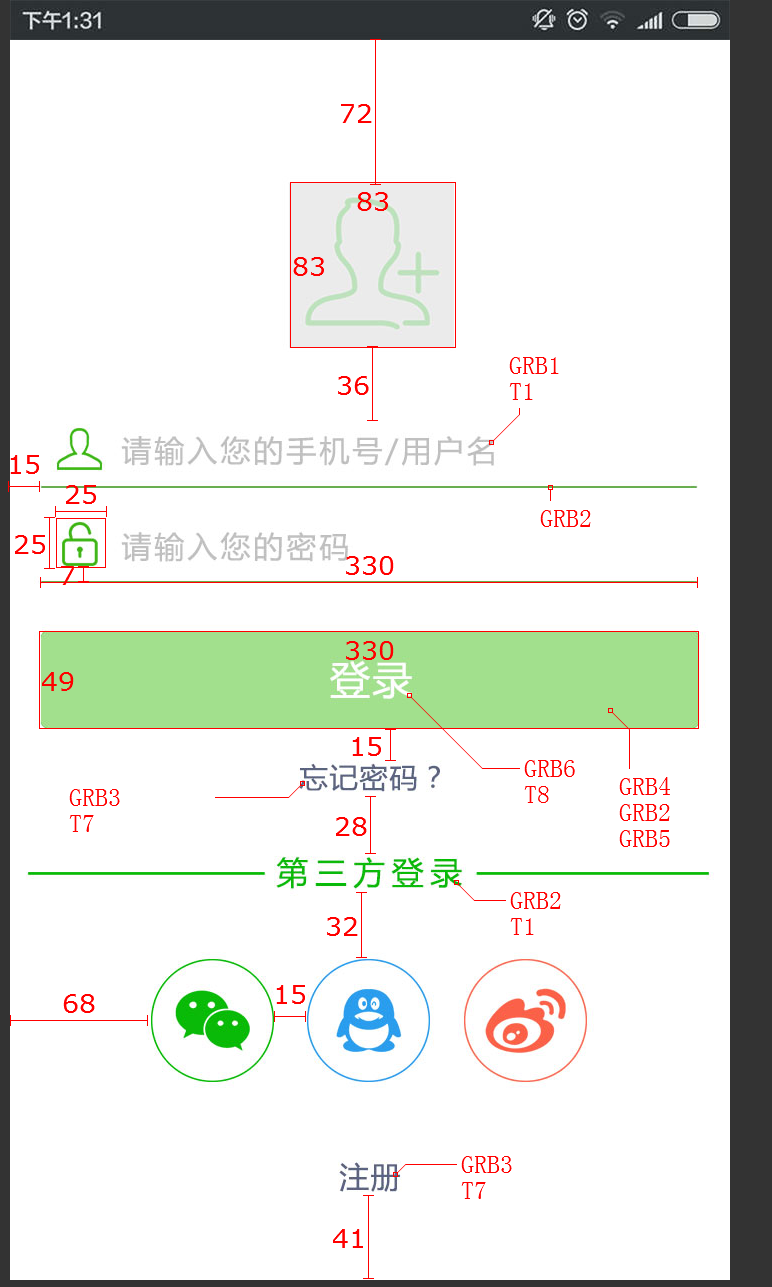 下午1:31
72
83
83
36
GRB1
T1
请输入您的手机号/用户名
15
25
GRB2
25
请输入您的密码
7
330
330
49
登录
15
忘记密码？
GRB6
T8
GRB4
GRB2
GRB5
GRB3
T7
28
第三方登录
GRB2
T1
32
68
15
注册
GRB3
T7
41